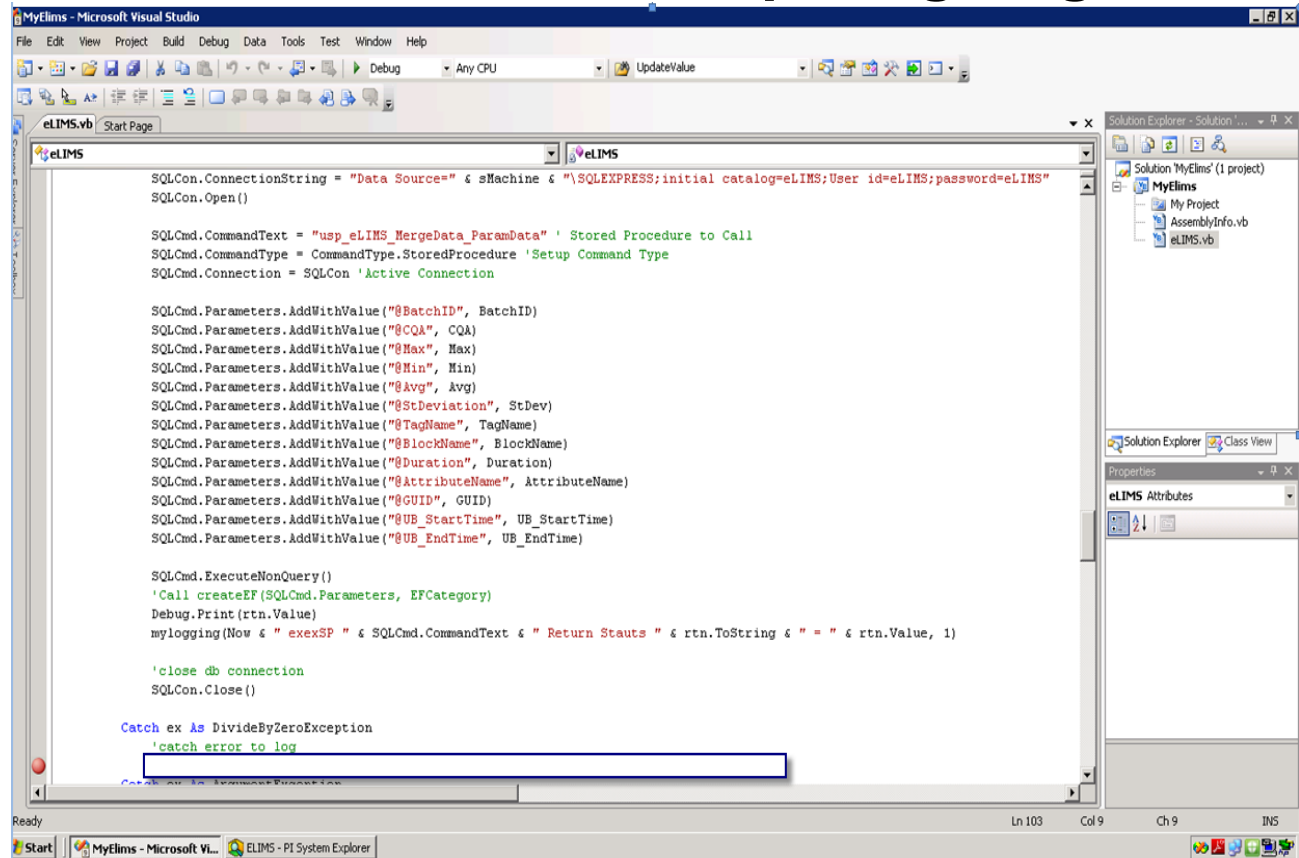 MyElims - Microsoft Visual Studio
File Edit View Project Build Debug Data Tools Test Window Help
Debug Any CPU UpdateValue
eLIMS.vb Start Page
Solution Explorer - Solution '...
eLIMS eLIMS
Solution 'MyElims' (1 project)
MyElims
My Project
AssemblyInfo.vb
eLIMS.vb
SQLCon.ConnectionString = "Data Source=" & sMachine & "\SQLEXPRESS;initial catalog=eLIMS;User id=eLIMS;password=eLIMS"
SQLCon.Open()
SQLCmd.CommandText = "usp_eLIMS_MergeData_ParamData" ' Stored Procedure to Call
SQLCmd.CommandType = CommandType.StoredProcedure 'Setup Command Type
SQLCmd.Connection = SQLCon 'Active Connection
SQLCmd.Parameters.AddWithValue("@BatchID", BatchID)
SQLCmd.Parameters.AddWithValue("@CQA", CQA)
SQLCmd.Parameters.AddWithValue("@Max", Max)
SQLCmd.Parameters.AddWithValue("@Min", Min)
SQLCmd.Parameters.AddWithValue("@Avg", Avg)
SQLCmd.Parameters.AddWithValue("@StDeviation", StDev)
SQLCmd.Parameters.AddWithValue("@TagName", TagName)
SQLCmd.Parameters.AddWithValue("@BlockName", BlockName)
SQLCmd.Parameters.AddWithValue("@Duration", Duration)
SQLCmd.Parameters.AddWithValue("@AttributeName", AttributeName)
SQLCmd.Parameters.AddWithValue("@GUID", GUID)
SQLCmd.Parameters.AddWithValue("@UB_StartTime", UB_StartTime)
SQLCmd.Parameters.AddWithValue("@UB_EndTime", UB_EndTime)
SQLCmd.ExecuteNonQuery()
'Call createEF(SQLCmd.Parameters, EFCategory)
Debug.Print(rtn.Value)
mylogging(Now & " exexSP " & SQLCmd.CommandText & " Return Stauts " & rtn.ToString & " = " & rtn.Value, 1)
'close db connection
SQLCon.Close()
Catch ex As DivideByZeroException
'catch error to log
Solution Explorer Class View
Properties
eLIMS Attributes
Ready Ln 103 Col 9 Ch 9 INS
Start MyElims - Microsoft Vi... ELIMS - PI System Explorer